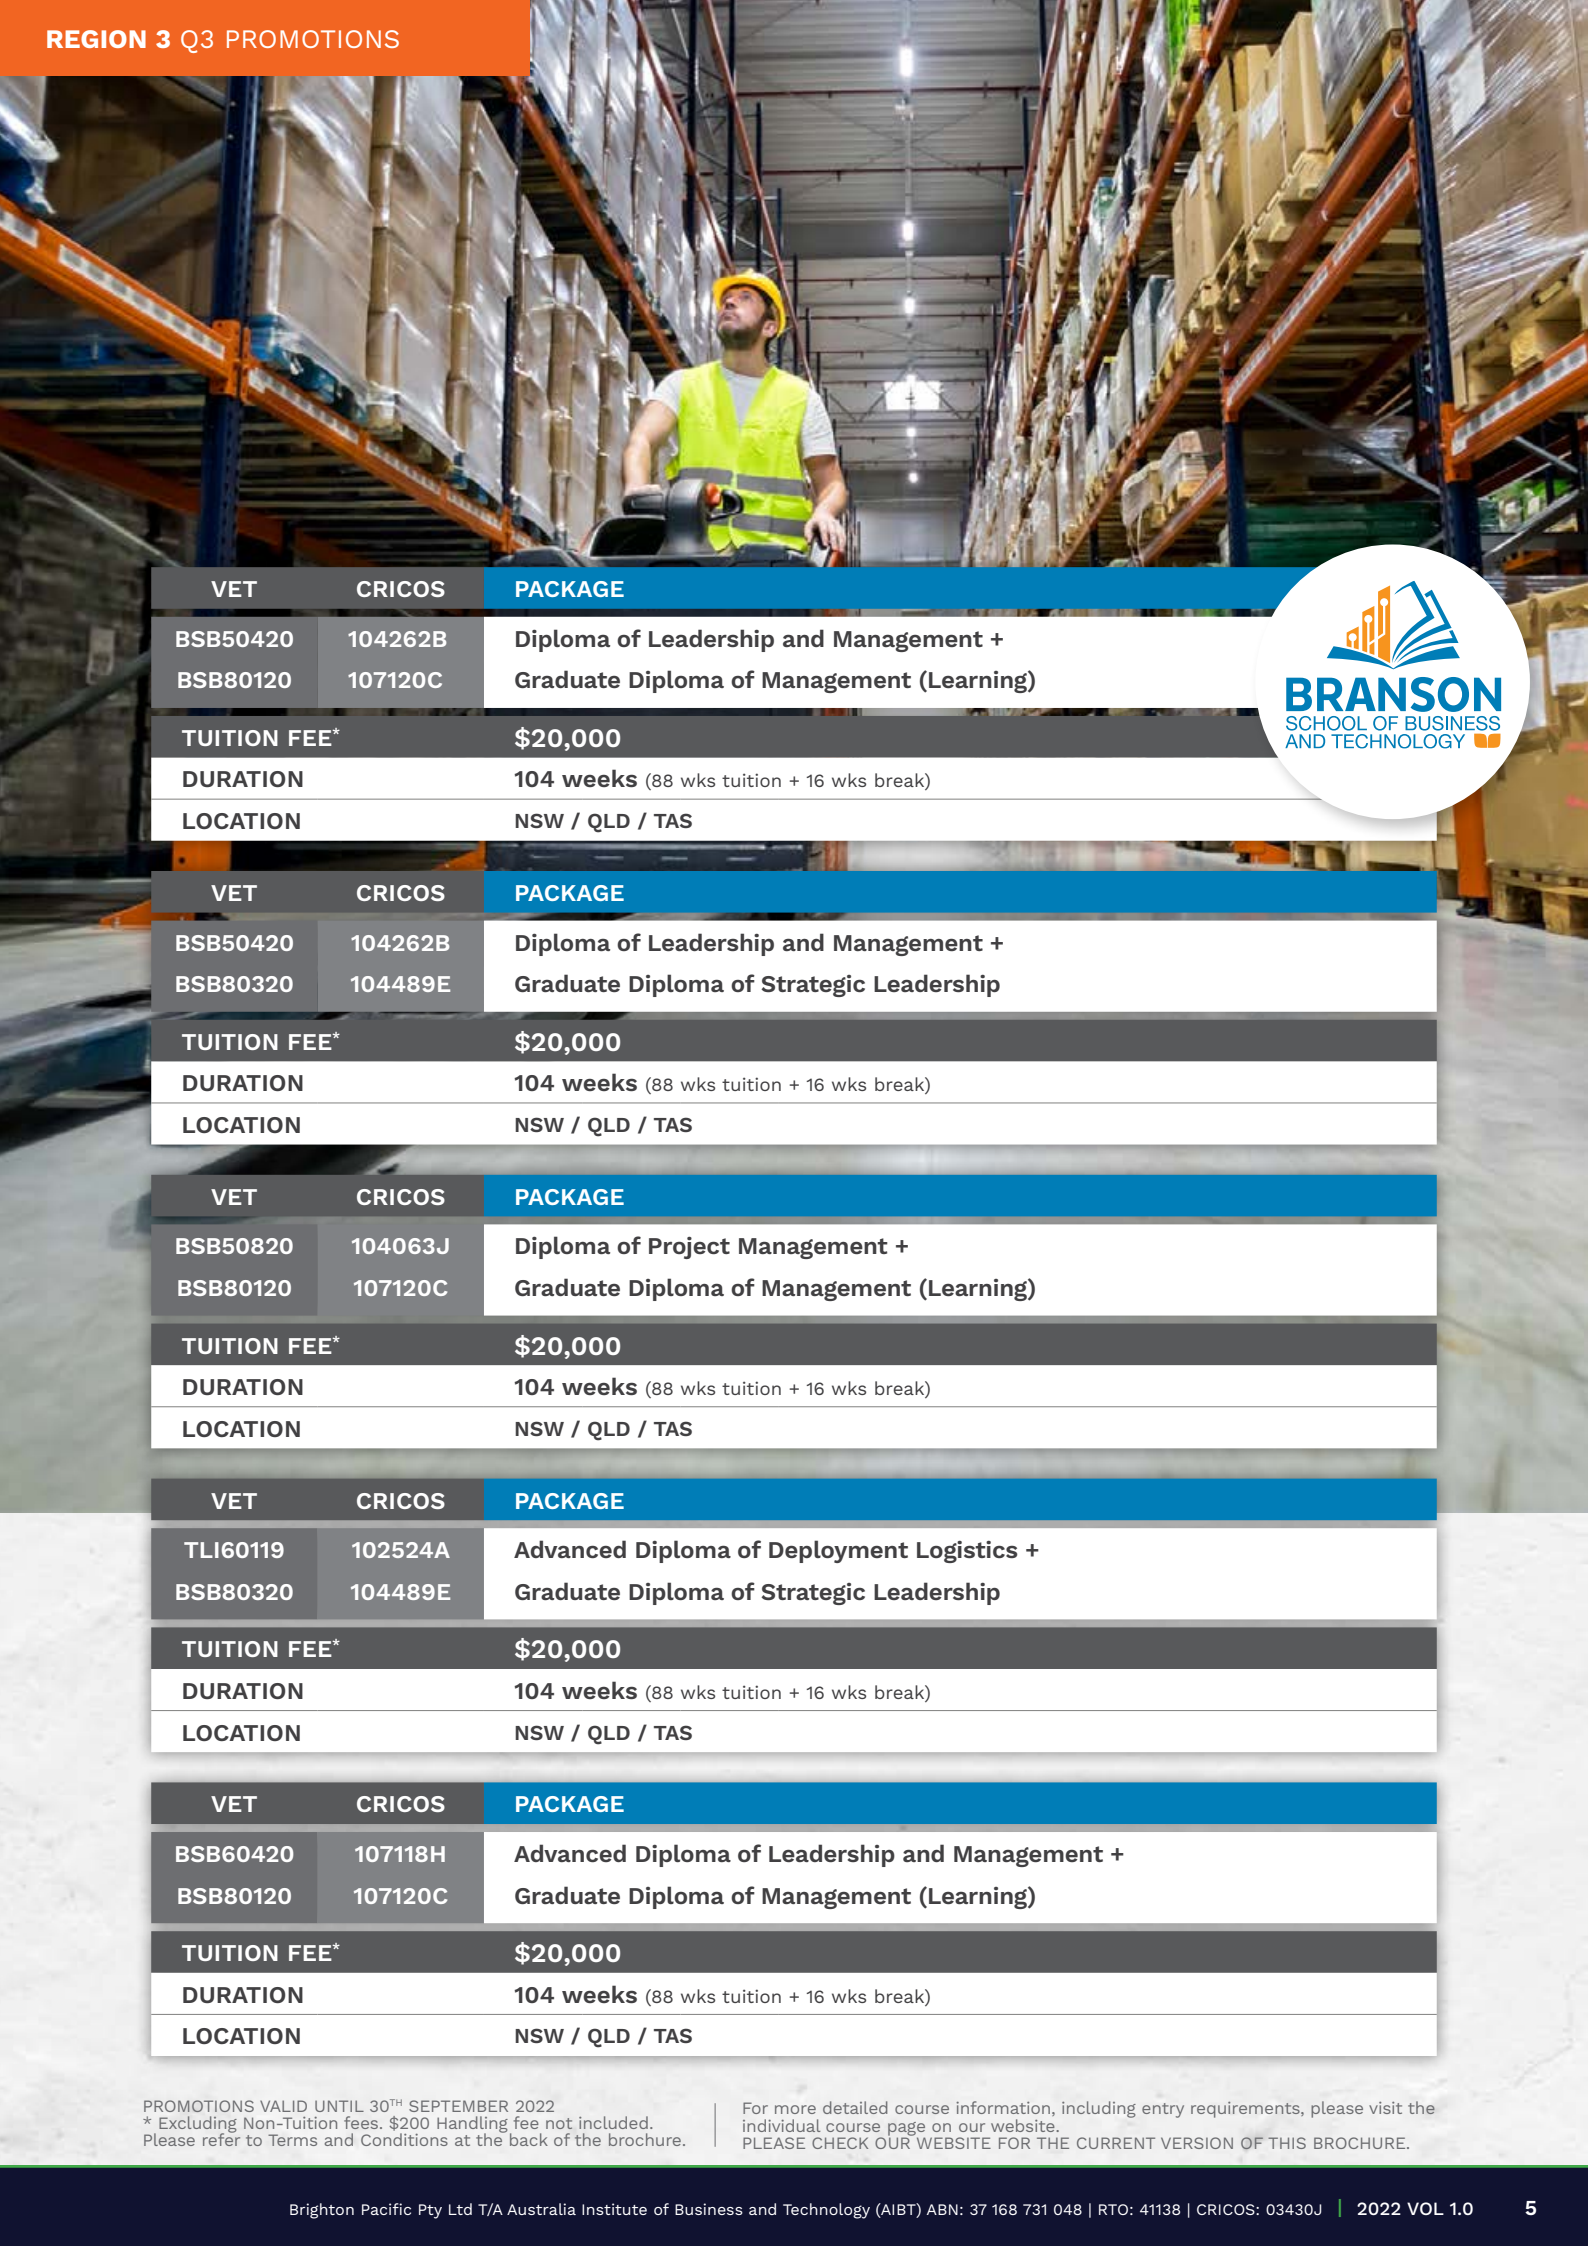 REGION 3 Q3 PROMOTIONS
VET CRICOS PACKAGE
BSB50420 104262B Diploma of Leadership and Management +
BSB80120 107120C Graduate Diploma of Management (Learning)
BRANSON
SCHOOL OF BUSINESS
AND TECHNOLOGY
TUITION FEE* $20,000
DURATION 104 weeks (88 wks tuition + 16 wks break)
LOCATION NSW / QLD / TAS
VET CRICOS PACKAGE
BSB50420 104262B Diploma of Leadership and Management +
BSB80320 104489E Graduate Diploma of Strategic Leadership
TUITION FEE* $20,000
DURATION 104 weeks (88 wks tuition + 16 wks break)
LOCATION NSW / QLD / TAS
VET CRICOS PACKAGE
BSB50820 104063J Diploma of Project Management +
BSB80120 107120C Graduate Diploma of Management (Learning)
TUITION FEE* $20,000
DURATION 104 weeks (88 wks tuition + 16 wks break)
LOCATION NSW / QLD / TAS
VET CRICOS PACKAGE
TLI60119 102524A Advanced Diploma of Deployment Logistics +
BSB80320 104489E Graduate Diploma of Strategic Leadership
TUITION FEE* $20,000
DURATION 104 weeks (88 wks tuition + 16 wks break)
LOCATION NSW / QLD / TAS
VET CRICOS PACKAGE
BSB60420 107118H Advanced Diploma of Leadership and Management +
BSB80120 107120C Graduate Diploma of Management (Learning)
TUITION FEE* $20,000
DURATION 104 weeks (88 wks tuition + 16 wks break)
LOCATION NSW / QLD / TAS
PROMOTIONS VALID UNTIL 30TH SEPTEMBER 2022
* Excluding Non-Tuition fees. $200 Handling fee not included.
Please refer to Terms and Conditions at the back of the brochure.
For more detailed course information, including entry requirements, please visit the
individual course page on our website.
PLEASE CHECK OUR WEBSITE FOR THE CURRENT VERSION OF THIS BROCHURE.
Brighton Pacific Pty Ltd T/A Australia Institute of Business and Technology (AIBT) ABN: 37 168 731 048 | RTO: 41138 | CRICOS: 03430J | 2022 VOL 1.0 5